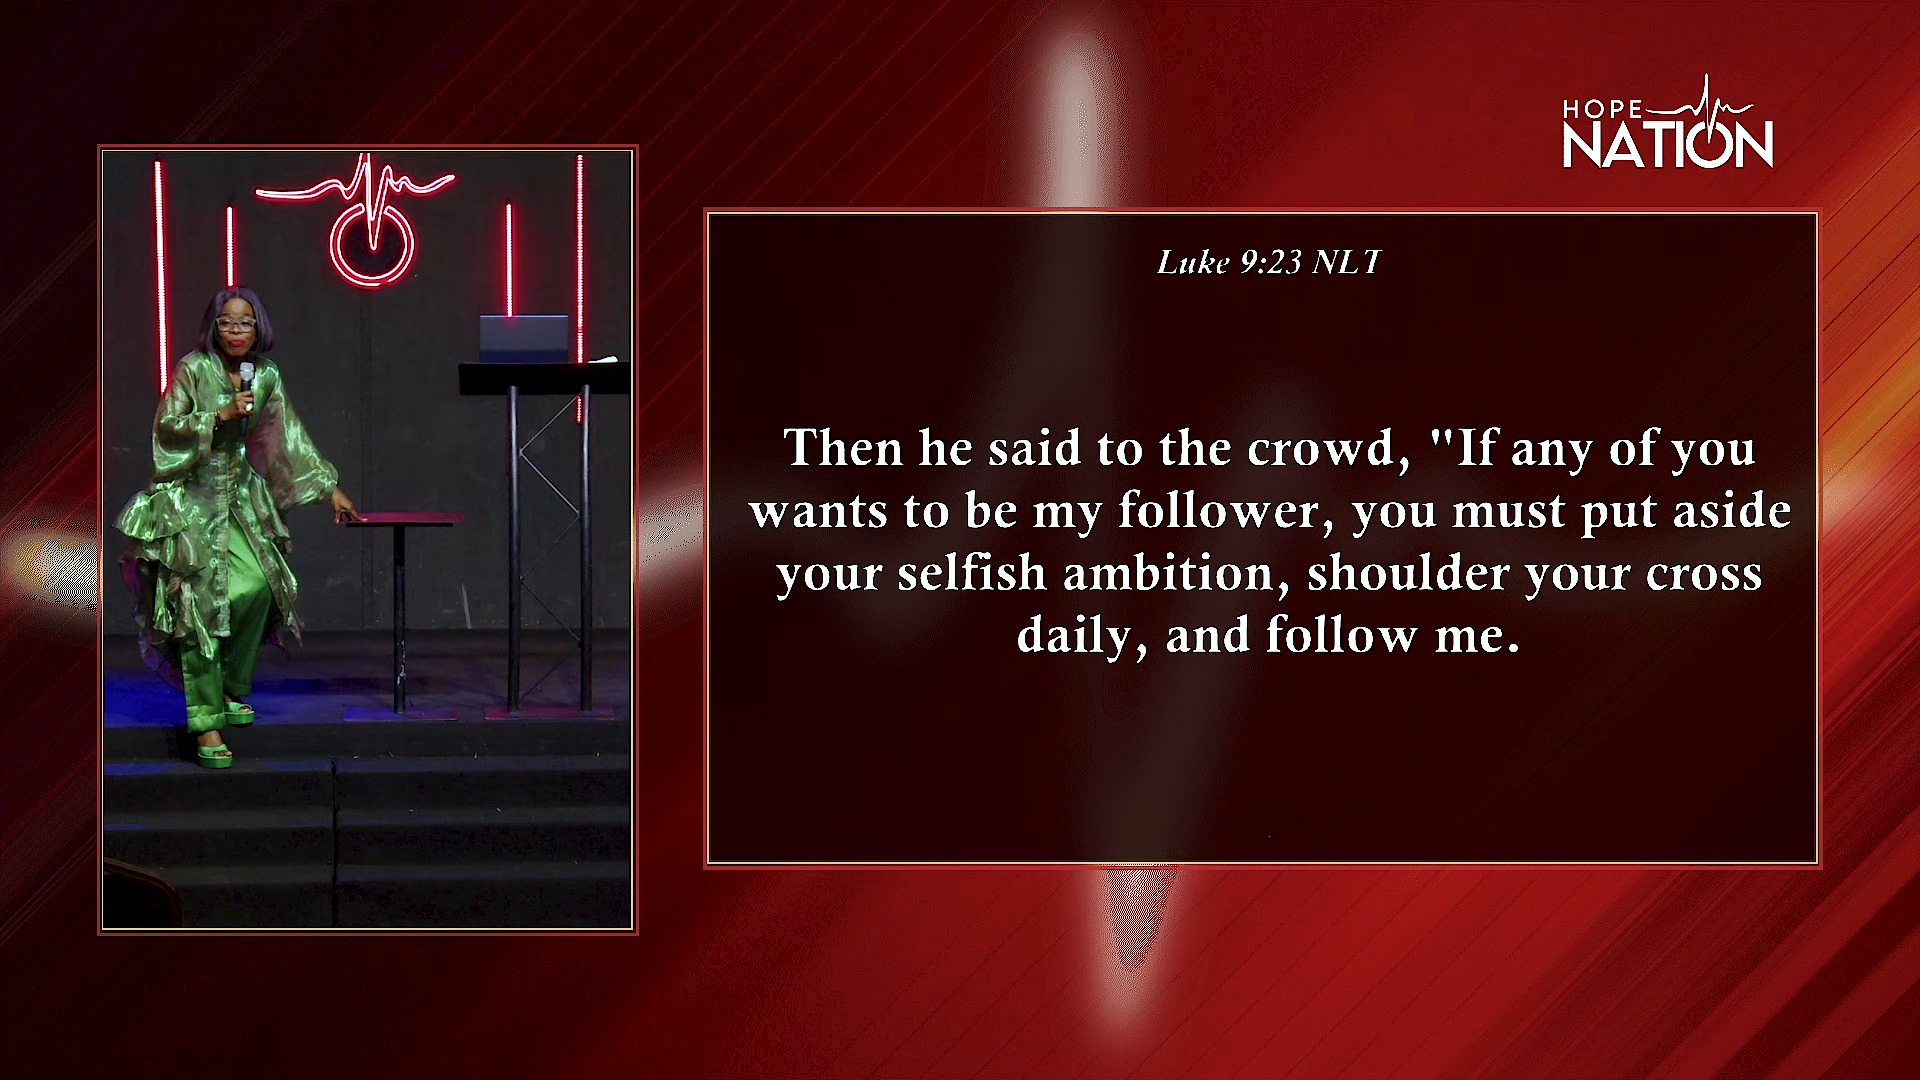 HOPE
NATION
Luke 9:23 NLT
Then he said to the crowd, "If any of you
wants to be my follower, you must put aside
your selfish ambition, shoulder your cross
daily, and follow me.